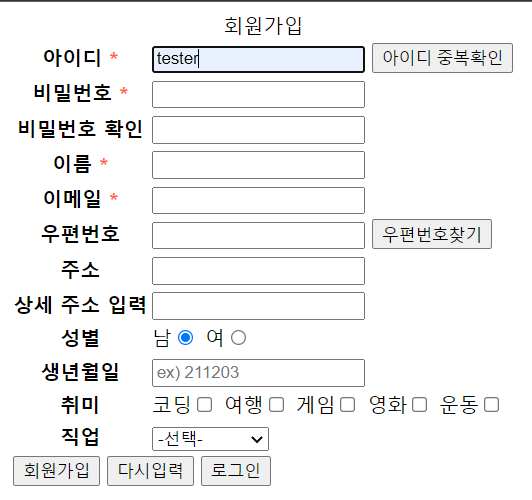 회원가입
아이디 * tester 아이디 중복확인
비밀번호 *
비밀번호 확인
이름 *
이메일 *
우편번호 우편번호찾기
주소
상세 주소 입력
성별 남 여
생년월일 ex) 211203
취미 코딩 여행 게임 영화 운동
직업 -선택-
회원가입 다시입력 로그인